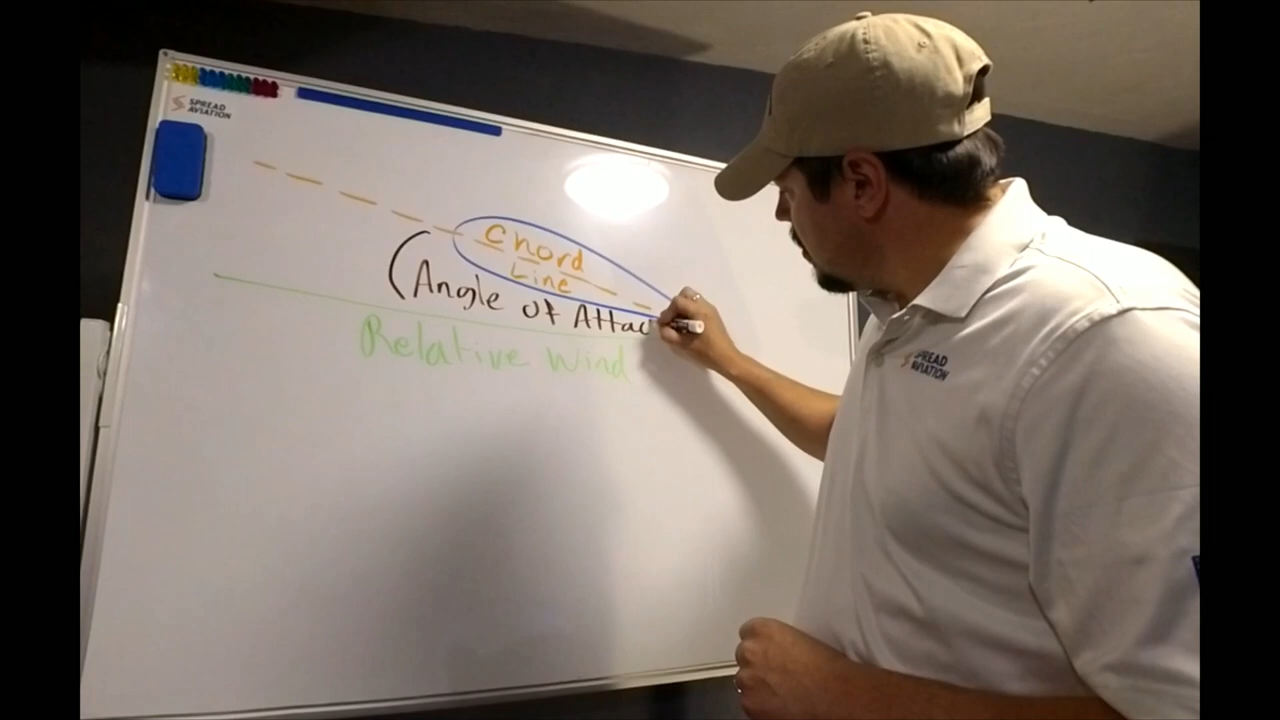 SPREAD
AVIATION
Chord
Line
(Angle of Attac
Relative Wind
SPREAD
AVIATION